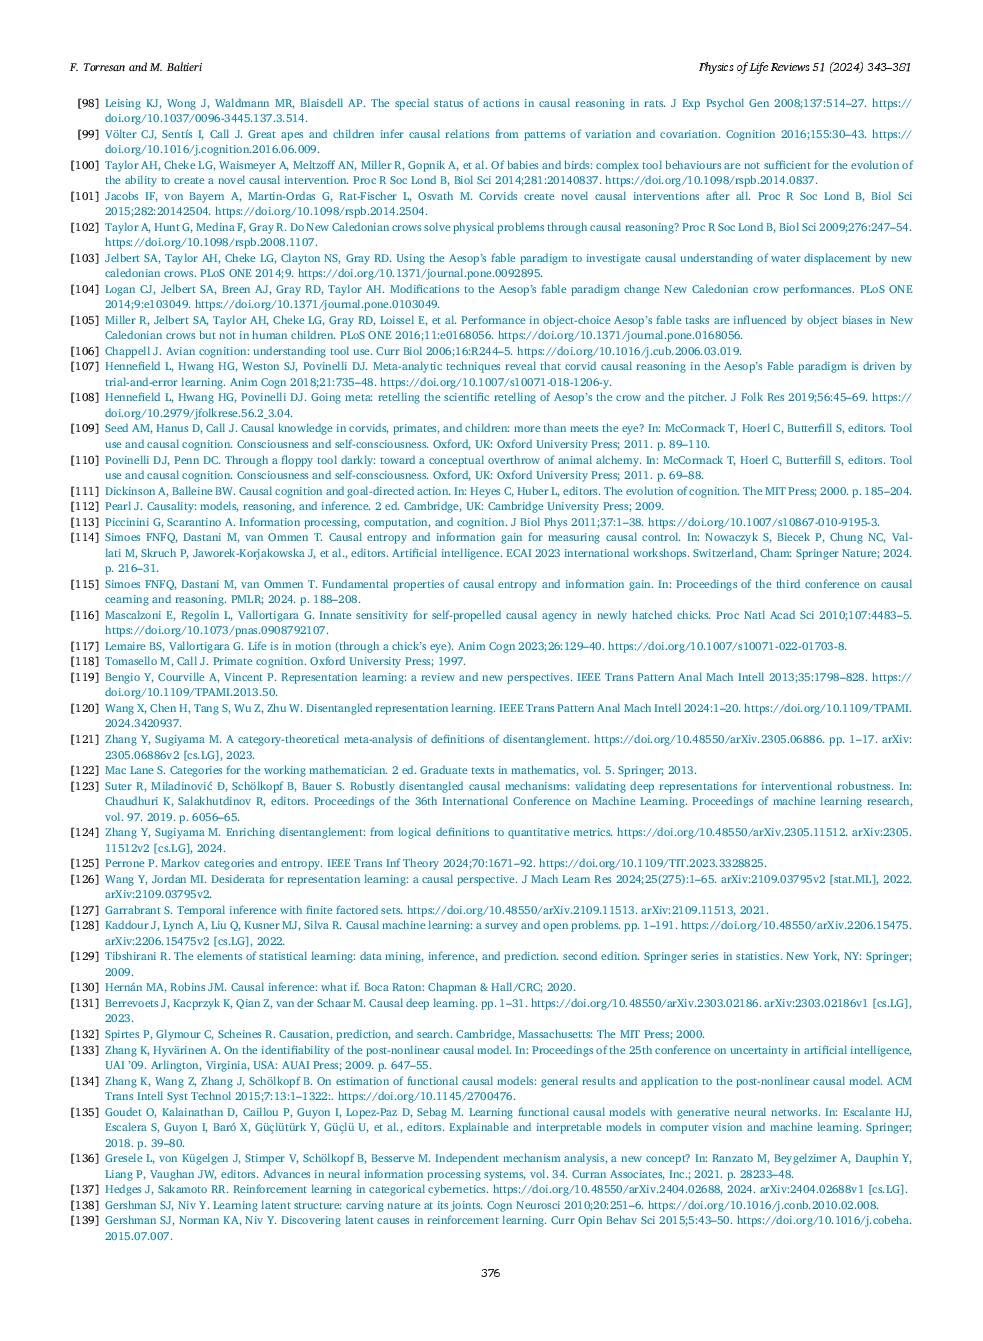 F. Torresan and M. Baltieri
Physics of Life Reviews 51 (2024) 343–381
[98] Leising KJ, Wong J, Waldmann MR, Blaisdell AP. The special status of actions in causal reasoning in rats. J Exp Psychol Gen 2008;137:514–27. https://
doi.org/10.1037/0096-3445.137.3.514.
[99] Völter CJ, Sentís I, Call J. Great apes and children infer causal relations from patterns of variation and covariation. Cognition 2016;155:30–43. https://
doi.org/10.1016/j.cognition.2016.06.009.
[100] Taylor AH, Cheke LG, Waismeyer A, Meltzoff AN, Miller R, Gopnik A, et al. Of babies and birds: complex tool behaviours are not sufficient for the evolution of
the ability to create a novel causal intervention. Proc R Soc Lond B, Biol Sci 2014;281:20140837. https://doi.org/10.1098/rspb.2014.0837.
[101] Jacobs IF, von Bayern A, Martin-Ordas G, Rat-Fischer L, Osvath M. Corvids create novel causal interventions after all. Proc R Soc Lond B, Biol Sci
2015;282:20142504. https://doi.org/10.1098/rspb.2014.2504.
[102] Taylor A, Hunt G, Medina F, Gray R. Do New Caledonian crows solve physical problems through causal reasoning? Proc R Soc Lond B, Biol Sci 2009;276:247–54.
https://doi.org/10.1098/rspb.2008.1107.
[103] Jelbert SA, Taylor AH, Cheke LG, Clayton NS, Gray RD. Using the Aesop's fable paradigm to investigate causal understanding of water displacement by new
caledonian crows. PLoS ONE 2014;9. https://doi.org/10.1371/journal.pone.0092895.
[104] Logan CJ, Jelbert SA, Breen AJ, Gray RD, Taylor AH. Modifications to the Aesop's fable paradigm change New Caledonian crow performances. PLoS ONE
2014;9:e103049. https://doi.org/10.1371/journal.pone.0103049.
[105] Miller R, Jelbert SA, Taylor AH, Cheke LG, Gray RD, Loissel E, et al. Performance in object-choice Aesop's fable tasks are influenced by object biases in New
Caledonian crows but not in human children. PLoS ONE 2016;11:e0168056. https://doi.org/10.1371/journal.pone.0168056.
[106] Chappell J. Avian cognition: understanding tool use. Curr Biol 2006;16:R244–5. https://doi.org/10.1016/j.cub.2006.03.019.
[107] Hennefield L, Hwang HG, Weston SJ, Povinelli DJ. Meta-analytic techniques reveal that corvid causal reasoning in the Aesop's Fable paradigm is driven by
trial-and-error learning. Anim Cogn 2018;21:735–48. https://doi.org/10.1007/s10071-018-1206-y.
[108] Hennefield L, Hwang HG, Povinelli DJ. Going meta: retelling the scientific retelling of Aesop's the crow and the pitcher. J Folk Res 2019;56:45–69. https://
doi.org/10.2979/jfolkrese.56.2_3.04.
[109] Seed AM, Hanus D, Call J. Causal knowledge in corvids, primates, and children: more than meets the eye? In: McCormack T, Hoerl C, Butterfill S, editors. Tool
use and causal cognition. Consciousness and self-consciousness. Oxford, UK: Oxford University Press; 2011. p. 89–110.
[110] Povinelli DJ, Penn DC. Through a floppy tool darkly: toward a conceptual overthrow of animal alchemy. In: McCormack T, Hoerl C, Butterfill S, editors. Tool
use and causal cognition. Consciousness and self-consciousness. Oxford, UK: Oxford University Press; 2011. p. 69–88.
[111] Dickinson A, Balleine BW. Causal cognition and goal-directed action. In: Heyes C, Huber L, editors. The evolution of cognition. The MIT Press; 2000. p. 185–204.
[112] Pearl J. Causality: models, reasoning, and inference. 2 ed. Cambridge, UK: Cambridge University Press; 2009.
[113] Piccinini G, Scarantino A. Information processing, computation, and cognition. J Biol Phys 2011;37:1–38. https://doi.org/10.1007/s10867-010-9195-3.
[114] Simoes FNFQ, Dastani M, van Ommen T. Causal entropy and information gain for measuring causal control. In: Nowaczyk S, Biecek P, Chung NC, Val-
lati M, Skruch P, Jaworek-Korjakowska J, et al., editors. Artificial intelligence. ECAI 2023 international workshops. Switzerland, Cham: Springer Nature; 2024.
p. 216–31.
[115] Simoes FNFQ, Dastani M, van Ommen T. Fundamental properties of causal entropy and information gain. In: Proceedings of the third conference on causal
cearning and reasoning. PMLR; 2024. p. 188–208.
[116] Mascalzoni E, Regolin L, Vallortigara G. Innate sensitivity for self-propelled causal agency in newly hatched chicks. Proc Natl Acad Sci 2010;107:4483–5.
https://doi.org/10.1073/pnas.0908792107.
[117] Lemaire BS, Vallortigara G. Life is in motion (through a chick's eye). Anim Cogn 2023;26:129–40. https://doi.org/10.1007/s10071-022-01703-8.
[118] Tomasello M, Call J. Primate cognition. Oxford University Press; 1997.
[119] Bengio Y, Courville A, Vincent P. Representation learning: a review and new perspectives. IEEE Trans Pattern Anal Mach Intell 2013;35:1798–828. https://
doi.org/10.1109/TPAMI.2013.50.
[120] Wang X, Chen H, Tang S, Wu Z, Zhu W. Disentangled representation learning. IEEE Trans Pattern Anal Mach Intell 2024:1–20. https://doi.org/10.1109/TPAMI.
2024.3420937.
[121] Zhang Y, Sugiyama M. A category-theoretical meta-analysis of definitions of disentanglement. https://doi.org/10.48550/arXiv.2305.06886. pp. 1–17. arXiv:
2305.06886v2 [cs.LG], 2023.
[122] Mac Lane S. Categories for the working mathematician. 2 ed. Graduate texts in mathematics, vol. 5. Springer; 2013.
[123] Suter R, Miladinović Đ, Schölkopf B, Bauer S. Robustly disentangled causal mechanisms: validating deep representations for interventional robustness. In:
Chaudhuri K, Salakhutdinov R, editors. Proceedings of the 36th International Conference on Machine Learning. Proceedings of machine learning research,
vol. 97. 2019. p. 6056–65.
[124] Zhang Y, Sugiyama M. Enriching disentanglement: from logical definitions to quantitative metrics. https://doi.org/10.48550/arXiv.2305.11512. arXiv:2305.
11512v2 [cs.LG], 2024.
[125] Perrone P. Markov categories and entropy. IEEE Trans Inf Theory 2024;70:1671–92. https://doi.org/10.1109/TIT.2023.3328825.
[126] Wang Y, Jordan MI. Desiderata for representation learning: a causal perspective. J Mach Learn Res 2024;25(275):1–65. arXiv:2109.03795v2 [stat.ML], 2022.
arXiv:2109.03795v2.
[127] Garrabrant S. Temporal inference with finite factored sets. https://doi.org/10.48550/arXiv.2109.11513. arXiv:2109.11513, 2021.
[128] Kaddour J, Lynch A, Liu Q, Kusner MJ, Silva R. Causal machine learning: a survey and open problems. pp. 1–191. https://doi.org/10.48550/arXiv.2206.15475.
arXiv:2206.15475v2 [cs.LG], 2022.
[129] Tibshirani R. The elements of statistical learning: data mining, inference, and prediction. second edition. Springer series in statistics. New York, NY: Springer;
2009.
[130] Hernán MA, Robins JM. Causal inference: what if. Boca Raton: Chapman & Hall/CRC; 2020.
[131] Berrevoets J, Kacprzyk K, Qian Z, van der Schaar M. Causal deep learning. pp. 1–31. https://doi.org/10.48550/arXiv.2303.02186. arXiv:2303.02186v1 [cs.LG],
2023.
[132] Spirtes P, Glymour C, Scheines R. Causation, prediction, and search. Cambridge, Massachusetts: The MIT Press; 2000.
[133] Zhang K, Hyvärinen A. On the identifiability of the post-nonlinear causal model. In: Proceedings of the 25th conference on uncertainty in artificial intelligence,
UAI '09. Arlington, Virginia, USA: AUAI Press; 2009. p. 647–55.
[134] Zhang K, Wang Z, Zhang J, Schölkopf B. On estimation of functional causal models: general results and application to the post-nonlinear causal model. ACM
Trans Intell Syst Technol 2015;7:13:1–1322:. https://doi.org/10.1145/2700476.
[135] Goudet O, Kalainathan D, Caillou P, Guyon I, Lopez-Paz D, Sebag M. Learning functional causal models with generative neural networks. In: Escalante HJ,
Escalera S, Guyon I, Baró X, Güçlütürk Y, Güçlü U, et al., editors. Explainable and interpretable models in computer vision and machine learning. Springer;
2018. p. 39–80.
[136] Gresele L, von Kügelgen J, Stimper V, Schölkopf B, Besserve M. Independent mechanism analysis, a new concept? In: Ranzato M, Beygelzimer A, Dauphin Y,
Liang P, Vaughan JW, editors. Advances in neural information processing systems, vol. 34. Curran Associates, Inc.; 2021. p. 28233–48.
[137] Hedges J, Sakamoto RR. Reinforcement learning in categorical cybernetics. https://doi.org/10.48550/arXiv.2404.02688, 2024. arXiv:2404.02688v1 [cs.LG].
[138] Gershman SJ, Niv Y. Learning latent structure: carving nature at its joints. Cogn Neurosci 2010;20:251–6. https://doi.org/10.1016/j.conb.2010.02.008.
[139] Gershman SJ, Norman KA, Niv Y. Discovering latent causes in reinforcement learning. Curr Opin Behav Sci 2015;5:43–50. https://doi.org/10.1016/j.cobeha.
2015.07.007.
376